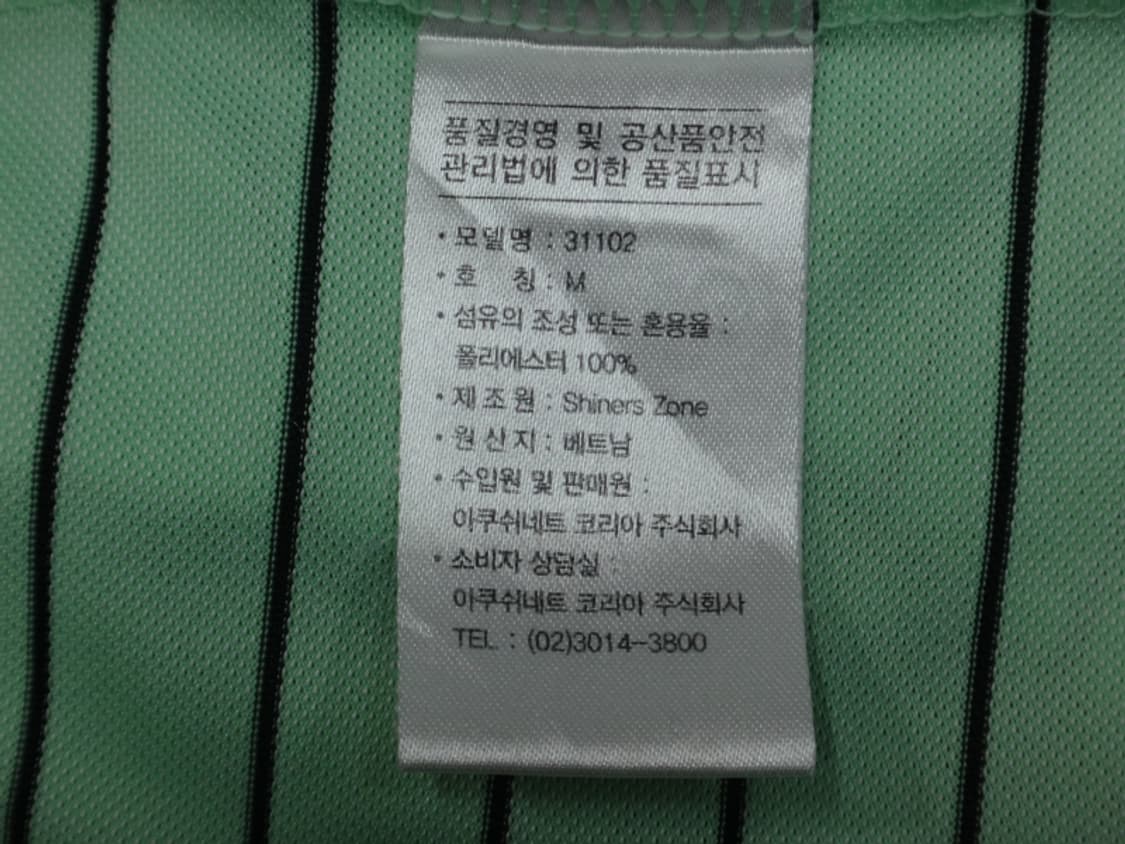 품질경영 및 공산품안전
관리법에 의한 품질표시
· 모델명 : 31102
· 호 칭 : M
· 섬유의 조성 또는 혼용율 :
폴리에스터 100%
· 제조원 : Shiners Zone
· 원산지 : 베트남
· 수입원 및 판매원 :
아쿠쉬네트 코리아 주식회사
· 소비자 상담실 :
아쿠쉬네트 코리아 주식회사
TEL : (02)3014-3800